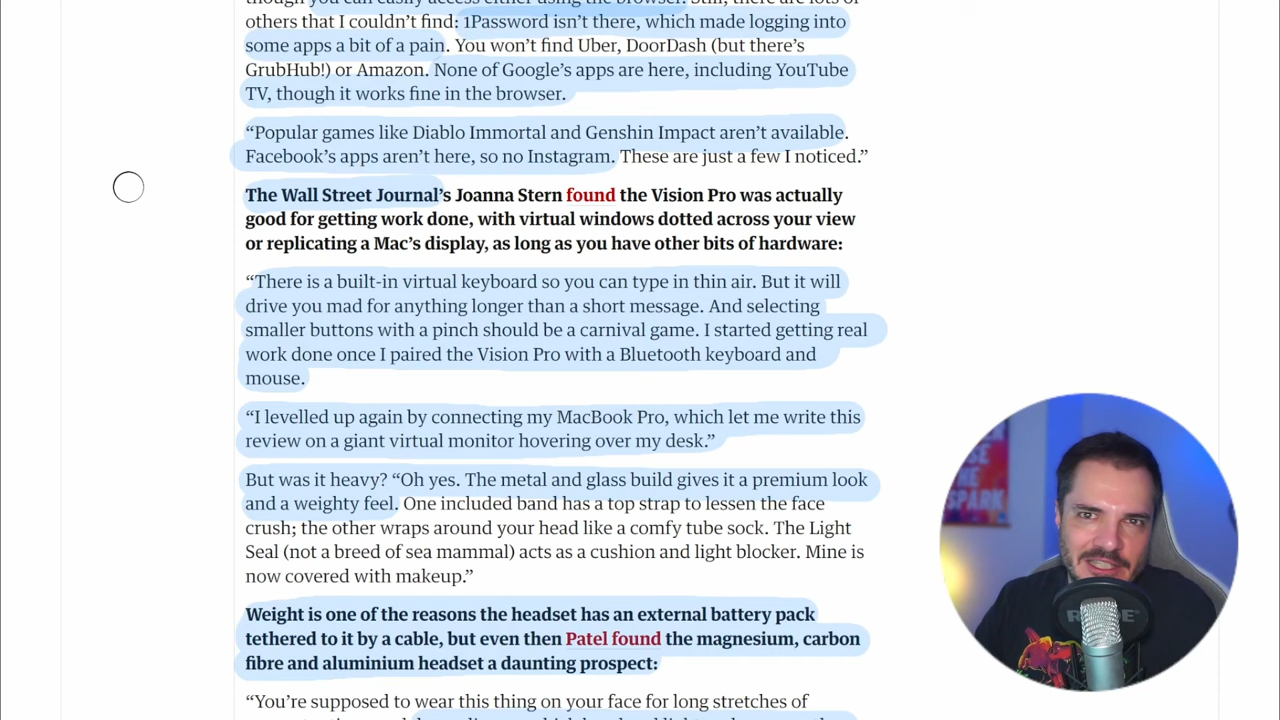 others that I couldn't find: 1Password isn't there, which made logging into
some apps a bit of a pain. You won't find Uber, DoorDash (but there's
GrubHub!) or Amazon. None of Google's apps are here, including YouTube
TV, though it works fine in the browser.
“Popular games like Diablo Immortal and Genshin Impact aren't available.
Facebook's apps aren't here, so no Instagram. These are just a few I noticed.”
The Wall Street Journal's Joanna Stern found the Vision Pro was actually
good for getting work done, with virtual windows dotted across your view
or replicating a Mac's display, as long as you have other bits of hardware:
“There is a built-in virtual keyboard so you can type in thin air. But it will
drive you mad for anything longer than a short message. And selecting
smaller buttons with a pinch should be a carnival game. I started getting real
work done once I paired the Vision Pro with a Bluetooth keyboard and
mouse.
“I levelled up again by connecting my MacBook Pro, which let me write this
review on a giant virtual monitor hovering over my desk.”
But was it heavy? “Oh yes. The metal and glass build gives it a premium look
and a weighty feel. One included band has a top strap to lessen the face
crush; the other wraps around your head like a comfy tube sock. The Light
Seal (not a breed of sea mammal) acts as a cushion and light blocker. Mine is
now covered with makeup.”
Weight is one of the reasons the headset has an external battery pack
tethered to it by a cable, but even then Patel found the magnesium, carbon
fibre and aluminium headset a daunting prospect:
“You're supposed to wear this thing on your face for long stretches of
THE
SPARK